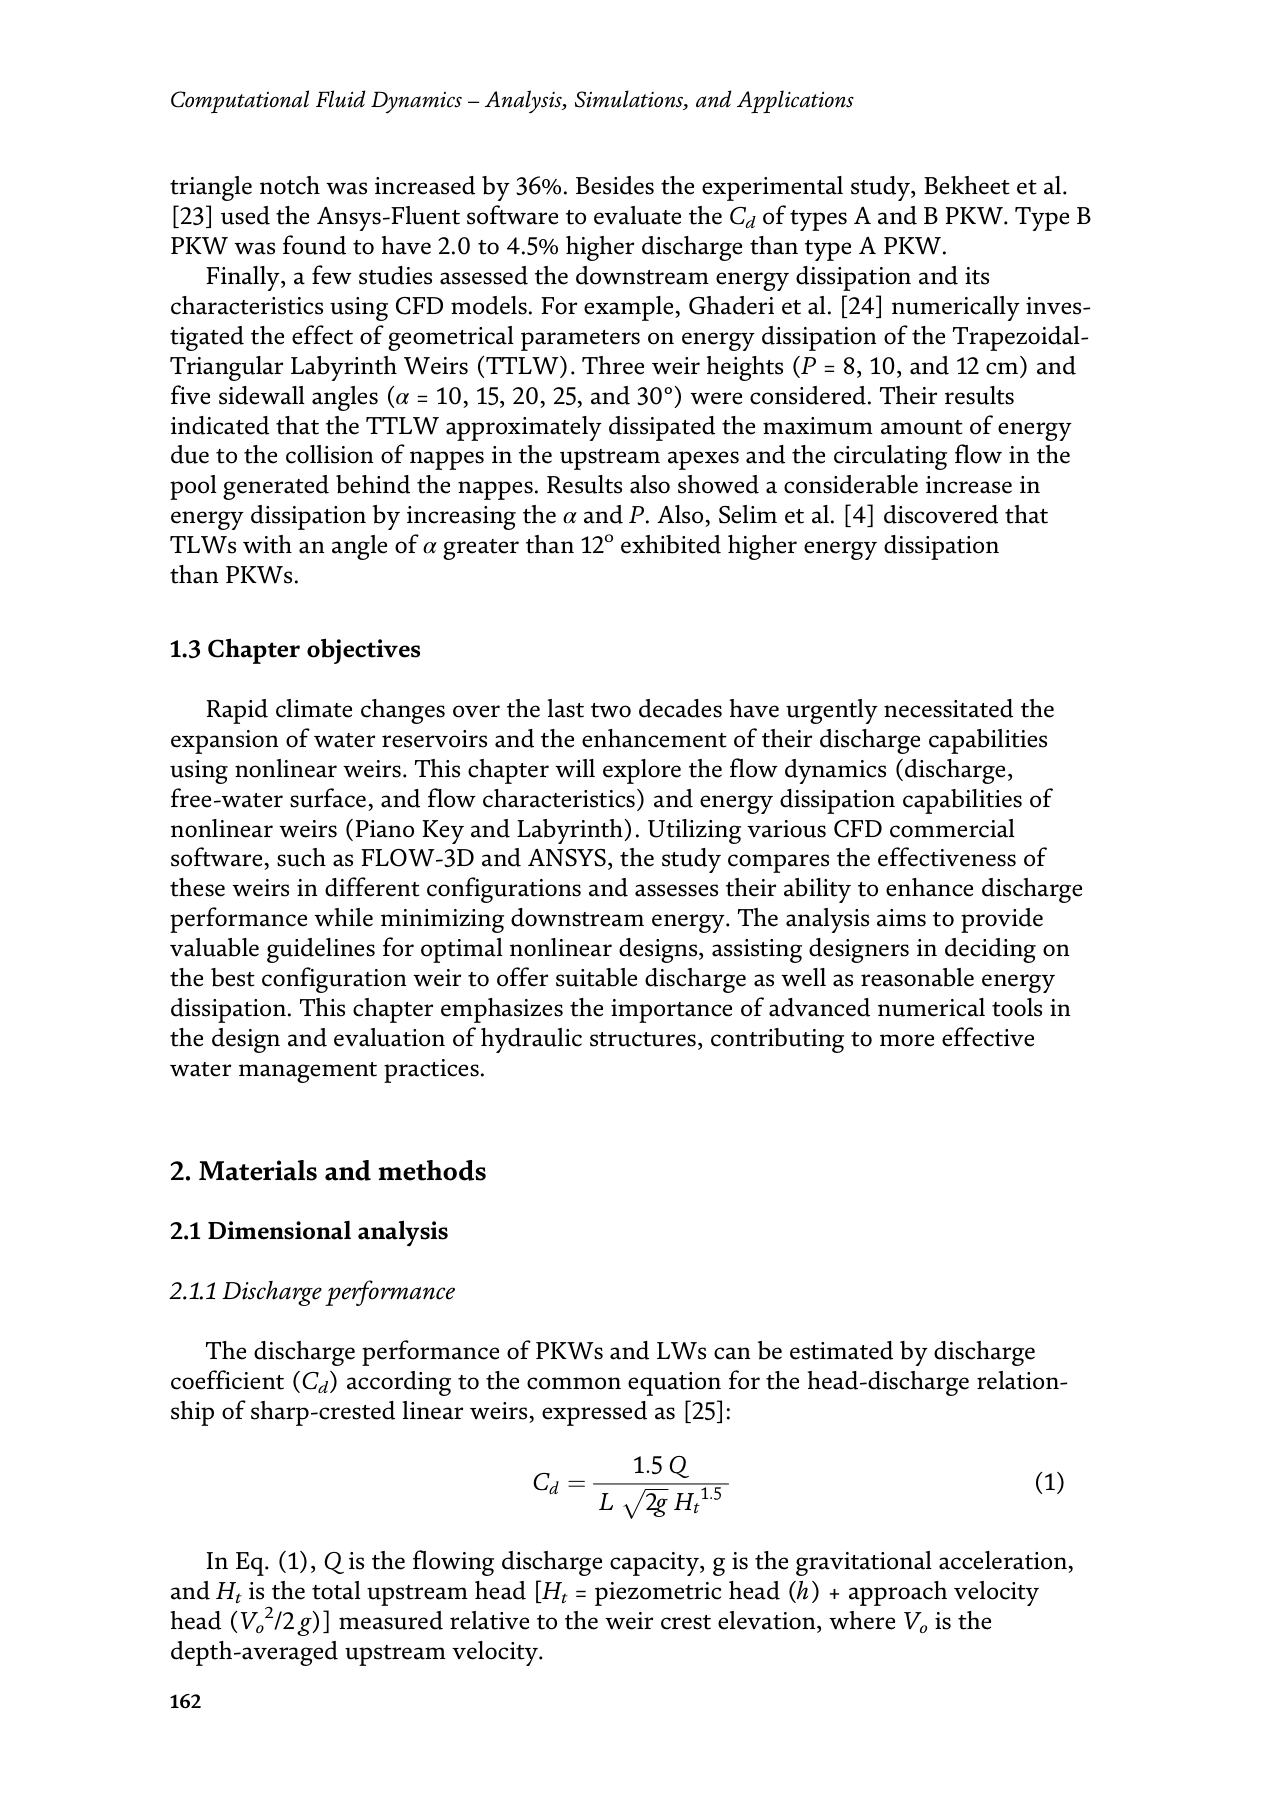 Computational Fluid Dynamics – Analysis, Simulations, and Applications
triangle notch was increased by 36%. Besides the experimental study, Bekheet et al.
[23] used the Ansys-Fluent software to evaluate the C_d of types A and B PKW. Type B
PKW was found to have 2.0 to 4.5% higher discharge than type A PKW.
Finally, a few studies assessed the downstream energy dissipation and its
characteristics using CFD models. For example, Ghaderi et al. [24] numerically inves-
tigated the effect of geometrical parameters on energy dissipation of the Trapezoidal-
Triangular Labyrinth Weirs (TTLW). Three weir heights (P = 8, 10, and 12 cm) and
five sidewall angles (α = 10, 15, 20, 25, and 30°) were considered. Their results
indicated that the TTLW approximately dissipated the maximum amount of energy
due to the collision of nappes in the upstream apexes and the circulating flow in the
pool generated behind the nappes. Results also showed a considerable increase in
energy dissipation by increasing the α and P. Also, Selim et al. [4] discovered that
TLWs with an angle of α greater than 12° exhibited higher energy dissipation
than PKWs.
1.3 Chapter objectives
Rapid climate changes over the last two decades have urgently necessitated the
expansion of water reservoirs and the enhancement of their discharge capabilities
using nonlinear weirs. This chapter will explore the flow dynamics (discharge,
free-water surface, and flow characteristics) and energy dissipation capabilities of
nonlinear weirs (Piano Key and Labyrinth). Utilizing various CFD commercial
software, such as FLOW-3D and ANSYS, the study compares the effectiveness of
these weirs in different configurations and assesses their ability to enhance discharge
performance while minimizing downstream energy. The analysis aims to provide
valuable guidelines for optimal nonlinear designs, assisting designers in deciding on
the best configuration weir to offer suitable discharge as well as reasonable energy
dissipation. This chapter emphasizes the importance of advanced numerical tools in
the design and evaluation of hydraulic structures, contributing to more effective
water management practices.
2. Materials and methods
2.1 Dimensional analysis
2.1.1 Discharge performance
The discharge performance of PKWs and LWs can be estimated by discharge
coefficient (C_d) according to the common equation for the head-discharge relation-
ship of sharp-crested linear weirs, expressed as [25]:
C_d = 1.5 Q / (L √(2g) H_t^1.5) (1)
In Eq. (1), Q is the flowing discharge capacity, g is the gravitational acceleration,
and H_t is the total upstream head [H_t = piezometric head (h) + approach velocity
head (V_o^2/2 g)] measured relative to the weir crest elevation, where V_o is the
depth-averaged upstream velocity.
162